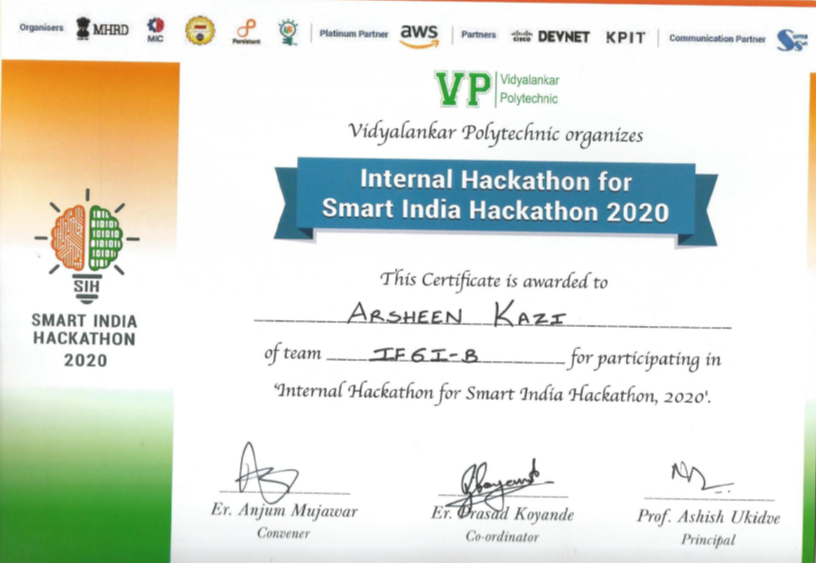 Organisers MHRD MIC Persistent Platinum Partner aws Partners cisco DEVNET KPIT Communication Partner
VP Vidyalankar
Polytechnic
Vidyalankar Polytechnic organizes
Internal Hackathon for
Smart India Hackathon 2020
This Certificate is awarded to
ARSHEEN KAZI
of team IF6I-B for participating in
'Internal Hackathon for Smart India Hackathon, 2020'.
SIH
SMART INDIA
HACKATHON
2020
Er. Anjum Mujawar
Convener
Er. Prasad Koyande
Co-ordinator
Prof. Ashish Ukidve
Principal